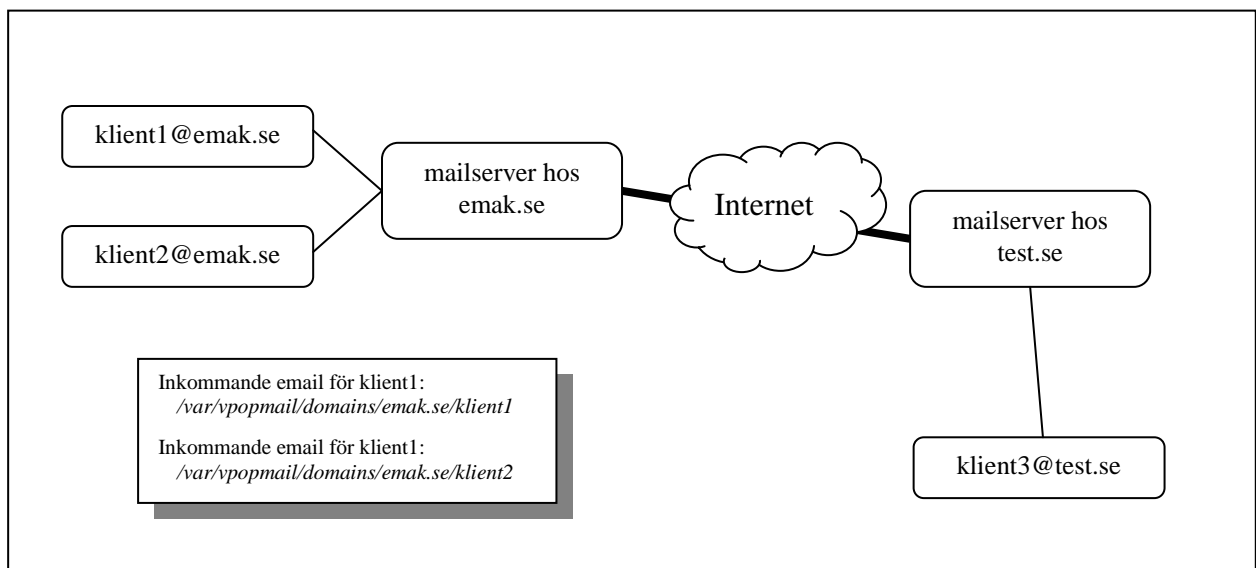 klient1@emak.se
klient2@emak.se
mailserver hos
emak.se
Internet
mailserver hos
test.se
klient3@test.se
Inkommande email för klient1:
/var/vpopmail/domains/emak.se/klient1
Inkommande email för klient1:
/var/vpopmail/domains/emak.se/klient2